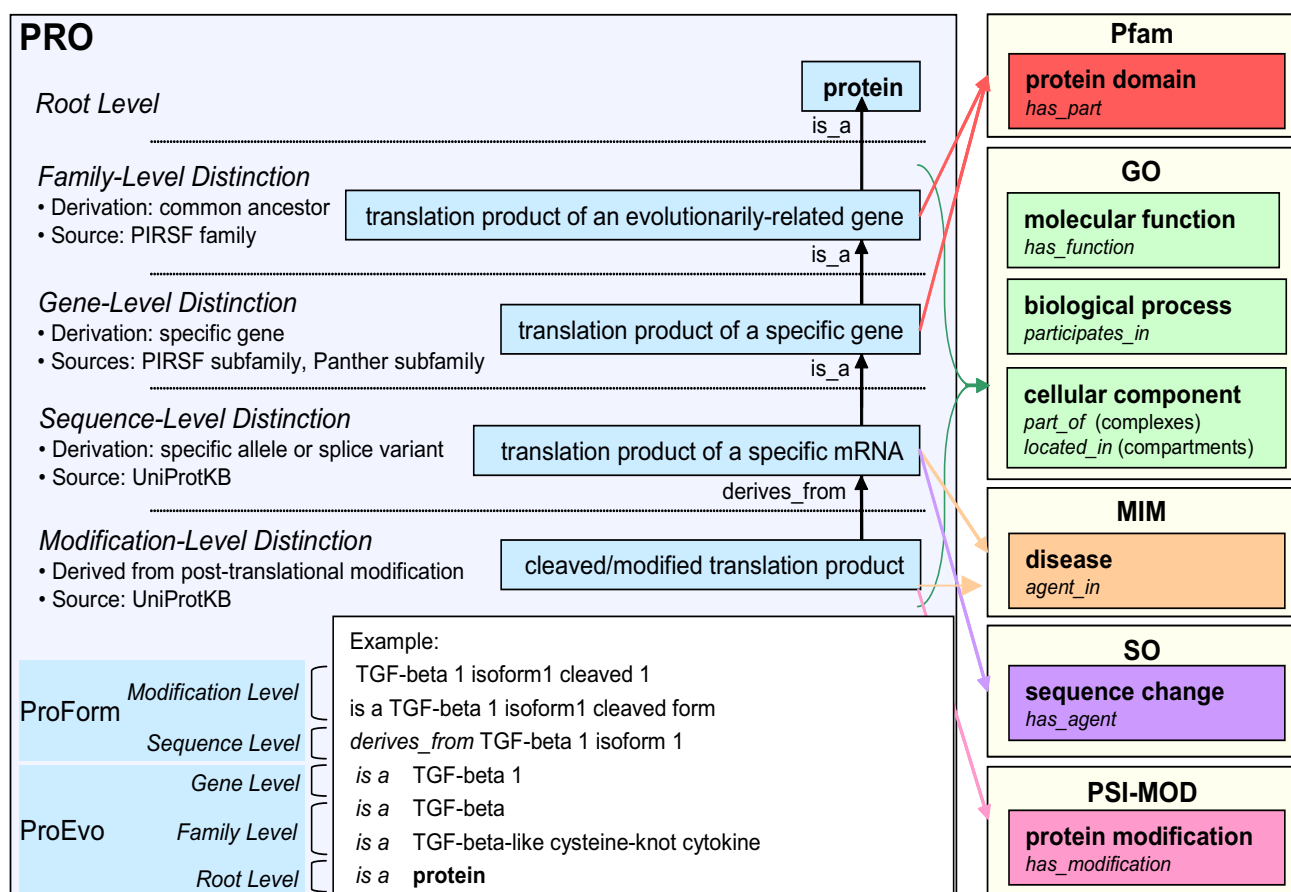 PRO
Root Level
protein
is_a
Family-Level Distinction
• Derivation: common ancestor
• Source: PIRSF family
translation product of an evolutionarily-related gene
is_a
Gene-Level Distinction
• Derivation: specific gene
• Sources: PIRSF subfamily, Panther subfamily
translation product of a specific gene
is_a
Sequence-Level Distinction
• Derivation: specific allele or splice variant
• Source: UniProtKB
translation product of a specific mRNA
derives_from
Modification-Level Distinction
• Derived from post-translational modification
• Source: UniProtKB
cleaved/modified translation product
ProForm
Modification Level
Sequence Level
ProEvo
Gene Level
Family Level
Root Level
Example:
TGF-beta 1 isoform1 cleaved 1
is a TGF-beta 1 isoform1 cleaved form
derives_from TGF-beta 1 isoform 1
is a TGF-beta 1
is a TGF-beta
is a TGF-beta-like cysteine-knot cytokine
is a protein
Pfam
protein domain
has_part
GO
molecular function
has_function
biological process
participates_in
cellular component
part_of (complexes)
located_in (compartments)
MIM
disease
agent_in
SO
sequence change
has_agent
PSI-MOD
protein modification
has_modification